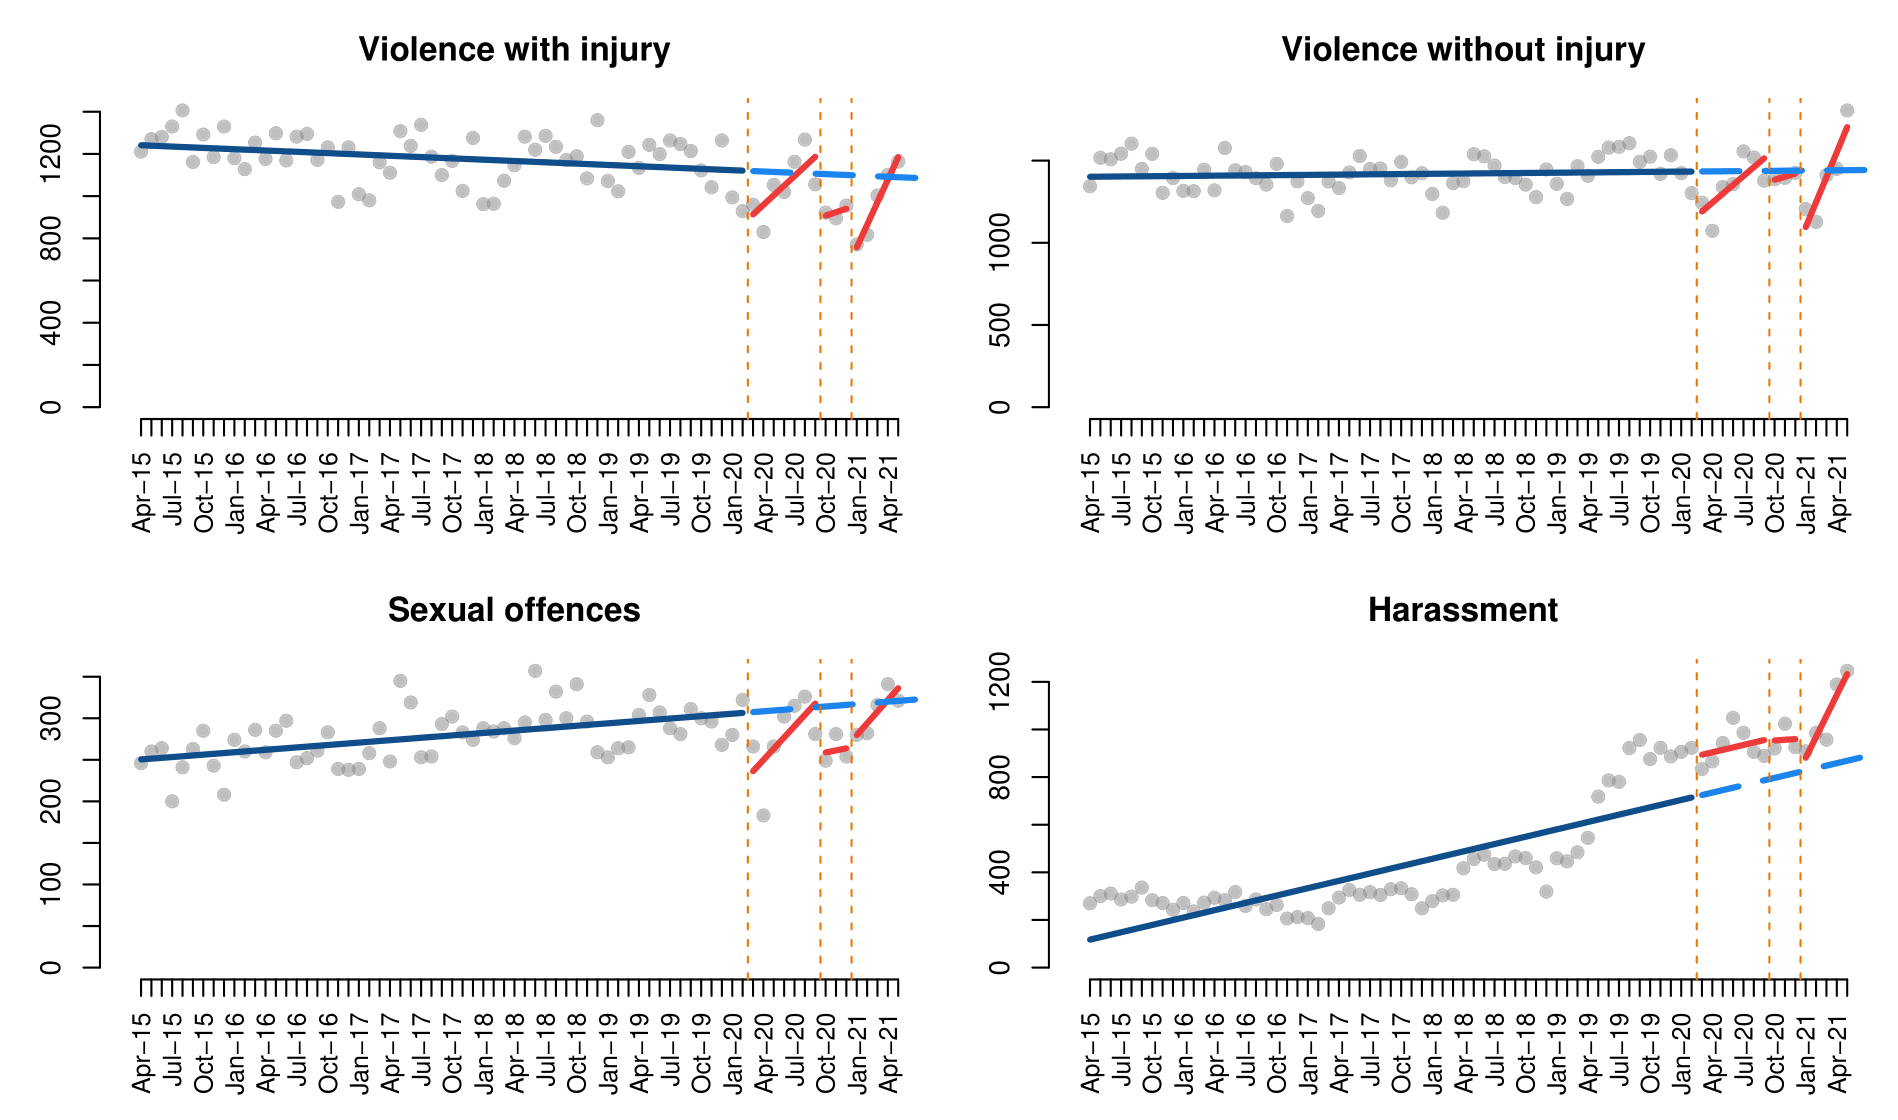 Violence with injury
0 400 800 1200
Apr−15 Jul−15 Oct−15 Jan−16 Apr−16 Jul−16 Oct−16 Jan−17 Apr−17 Jul−17 Oct−17 Jan−18 Apr−18 Jul−18 Oct−18 Jan−19 Apr−19 Jul−19 Oct−19 Jan−20 Apr−20 Jul−20 Oct−20 Jan−21 Apr−21
Violence without injury
0 500 1000
Apr−15 Jul−15 Oct−15 Jan−16 Apr−16 Jul−16 Oct−16 Jan−17 Apr−17 Jul−17 Oct−17 Jan−18 Apr−18 Jul−18 Oct−18 Jan−19 Apr−19 Jul−19 Oct−19 Jan−20 Apr−20 Jul−20 Oct−20 Jan−21 Apr−21
Sexual offences
0 100 200 300
Apr−15 Jul−15 Oct−15 Jan−16 Apr−16 Jul−16 Oct−16 Jan−17 Apr−17 Jul−17 Oct−17 Jan−18 Apr−18 Jul−18 Oct−18 Jan−19 Apr−19 Jul−19 Oct−19 Jan−20 Apr−20 Jul−20 Oct−20 Jan−21 Apr−21
Harassment
0 400 800 1200
Apr−15 Jul−15 Oct−15 Jan−16 Apr−16 Jul−16 Oct−16 Jan−17 Apr−17 Jul−17 Oct−17 Jan−18 Apr−18 Jul−18 Oct−18 Jan−19 Apr−19 Jul−19 Oct−19 Jan−20 Apr−20 Jul−20 Oct−20 Jan−21 Apr−21